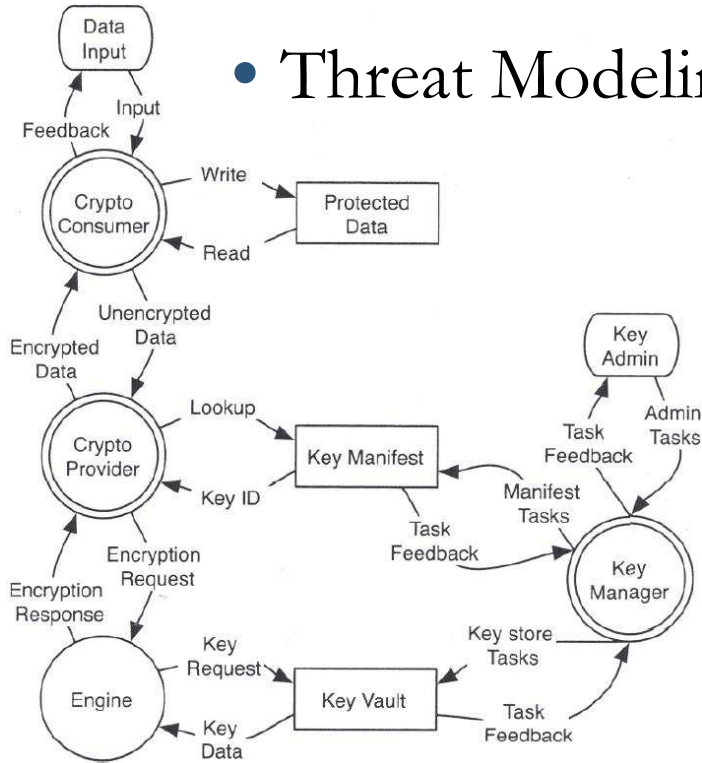 Data
Input
• Threat Modelin
Input
Feedback
Write
Crypto
Consumer
Protected
Data
Read
Unencrypted
Data
Encrypted
Data
Key
Admin
Lookup
Admin
Tasks
Task
Feedback
Crypto
Provider
Key Manifest
Key ID
Manifest
Tasks
Task
Feedback
Encryption
Request
Key
Manager
Encryption
Response
Key
Request
Key store
Tasks
Engine
Key Vault
Key
Data
Task
Feedback